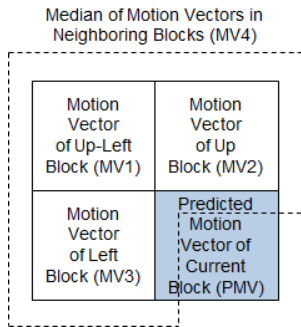 Median of Motion Vectors in
Neighboring Blocks (MV4)
Motion
Vector
of Up-Left
Block (MV1)
Motion
Vector
of Up
Block (MV2)
Motion
Vector
of Left
Block (MV3)
Predicted
Motion
Vector of
Current
Block (PMV)